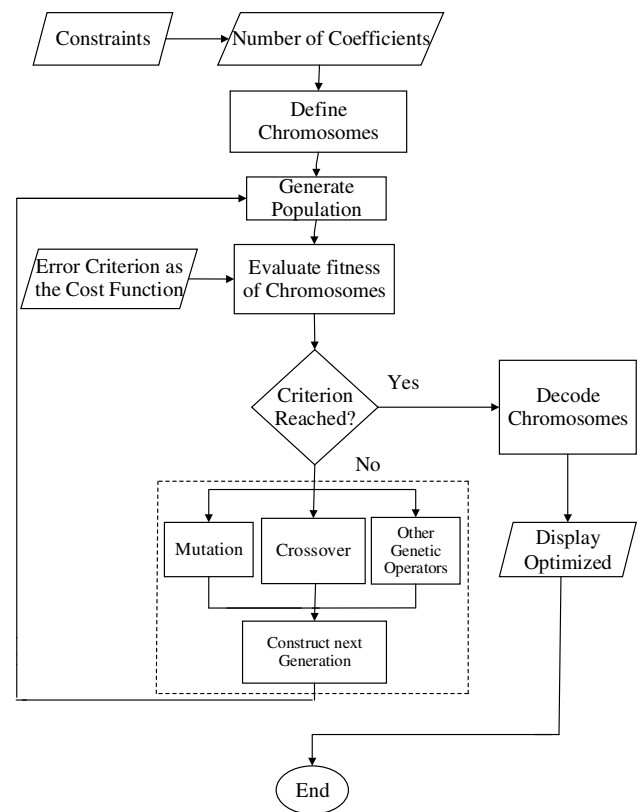 Constraints
Number of Coefficients
Define
Chromosomes
Generate
Population
Error Criterion as
the Cost Function
Evaluate fitness
of Chromosomes
Criterion
Reached?
Yes
Decode
Chromosomes
No
Mutation
Crossover
Other
Genetic
Operators
Display
Optimized
Construct next
Generation
End